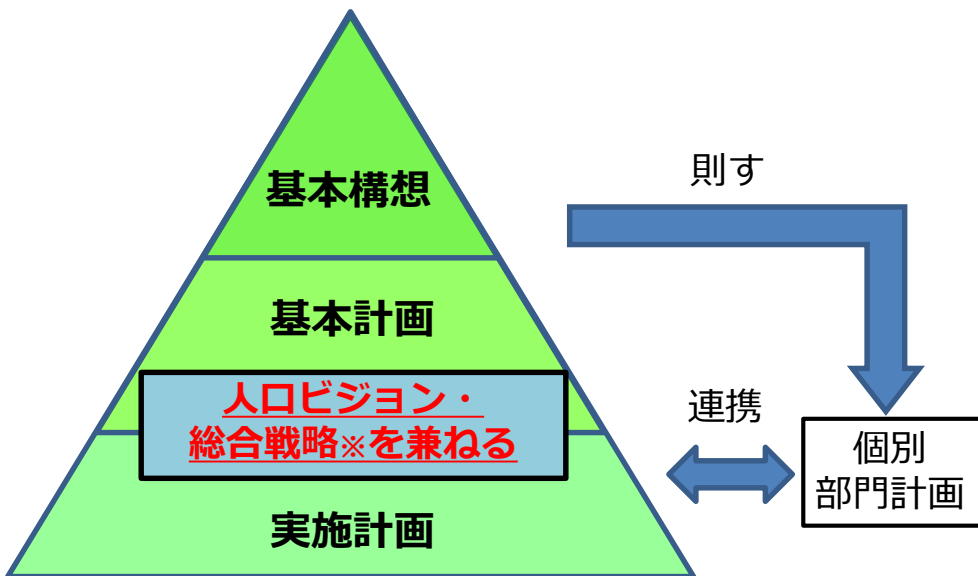 基本構想
則す
基本計画
人口ビジョン・
総合戦略※を兼ねる
連携
個別
部門計画
実施計画